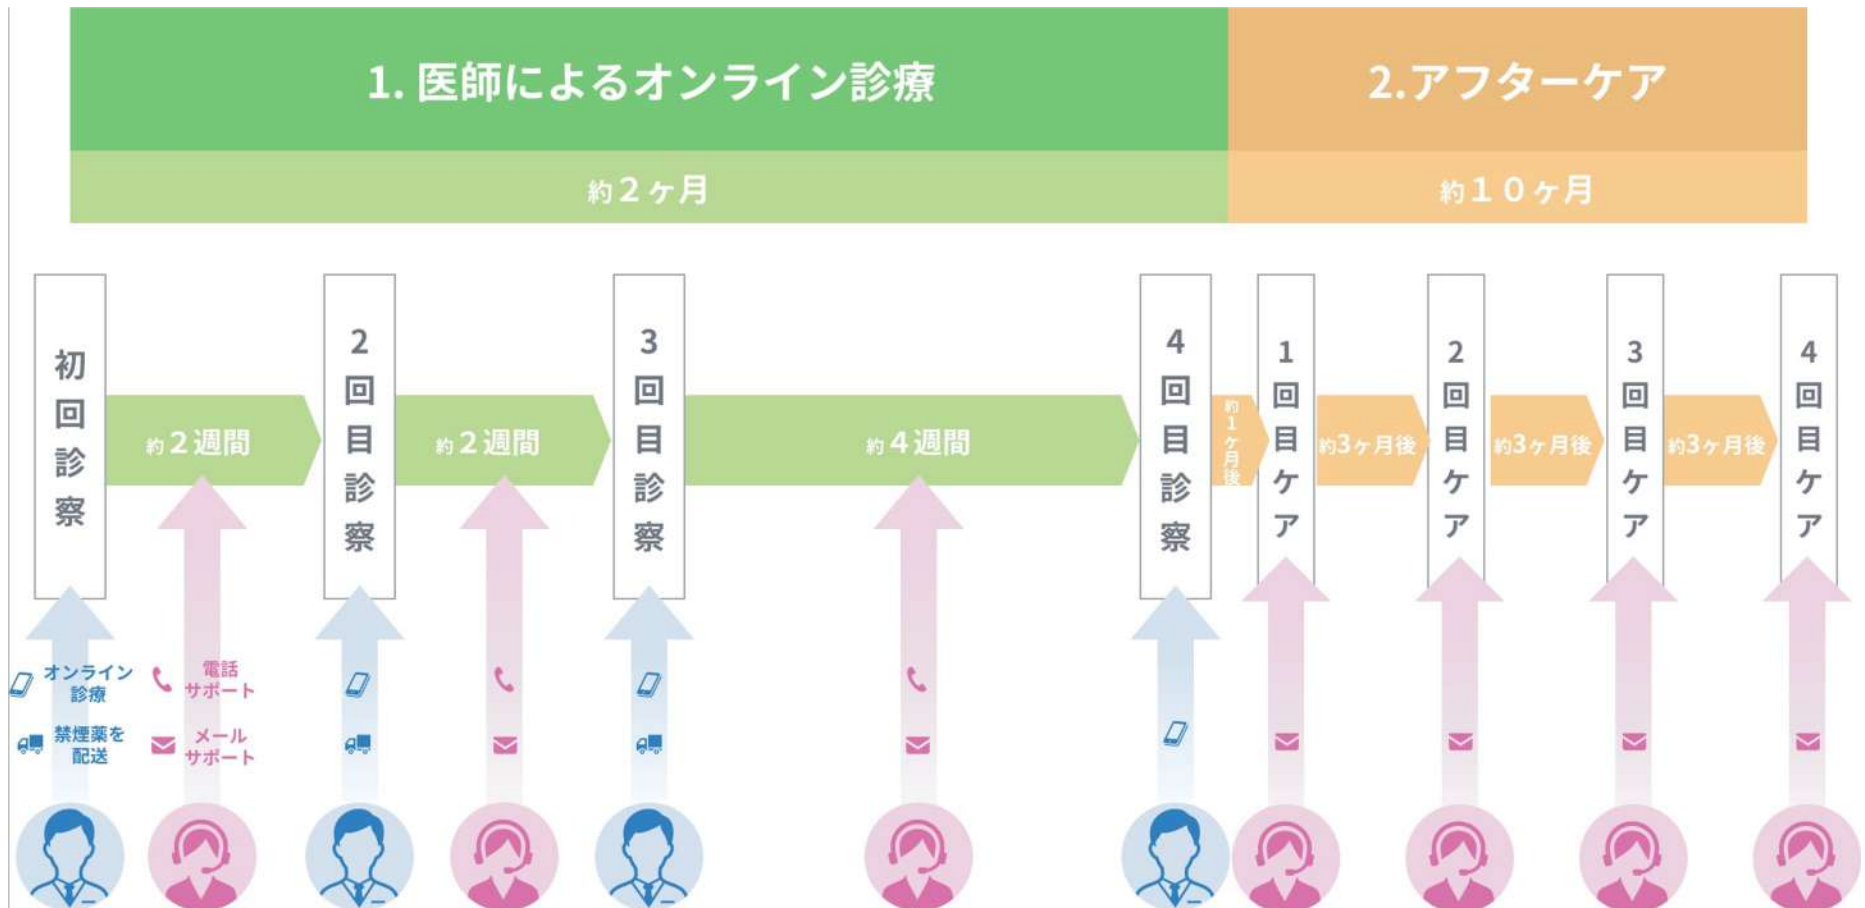 1. 医師によるオンライン診療
2.アフターケア
約２ヶ月
約１０ヶ月
初回診察
約２週間
2回目診察
約２週間
3回目診察
約４週間
4回目診察
約1ヶ月後
1回目ケア
約3ヶ月後
2回目ケア
約3ヶ月後
3回目ケア
約3ヶ月後
4回目ケア
オンライン
診療
電話
サポート
禁煙薬を
配送
メール
サポート